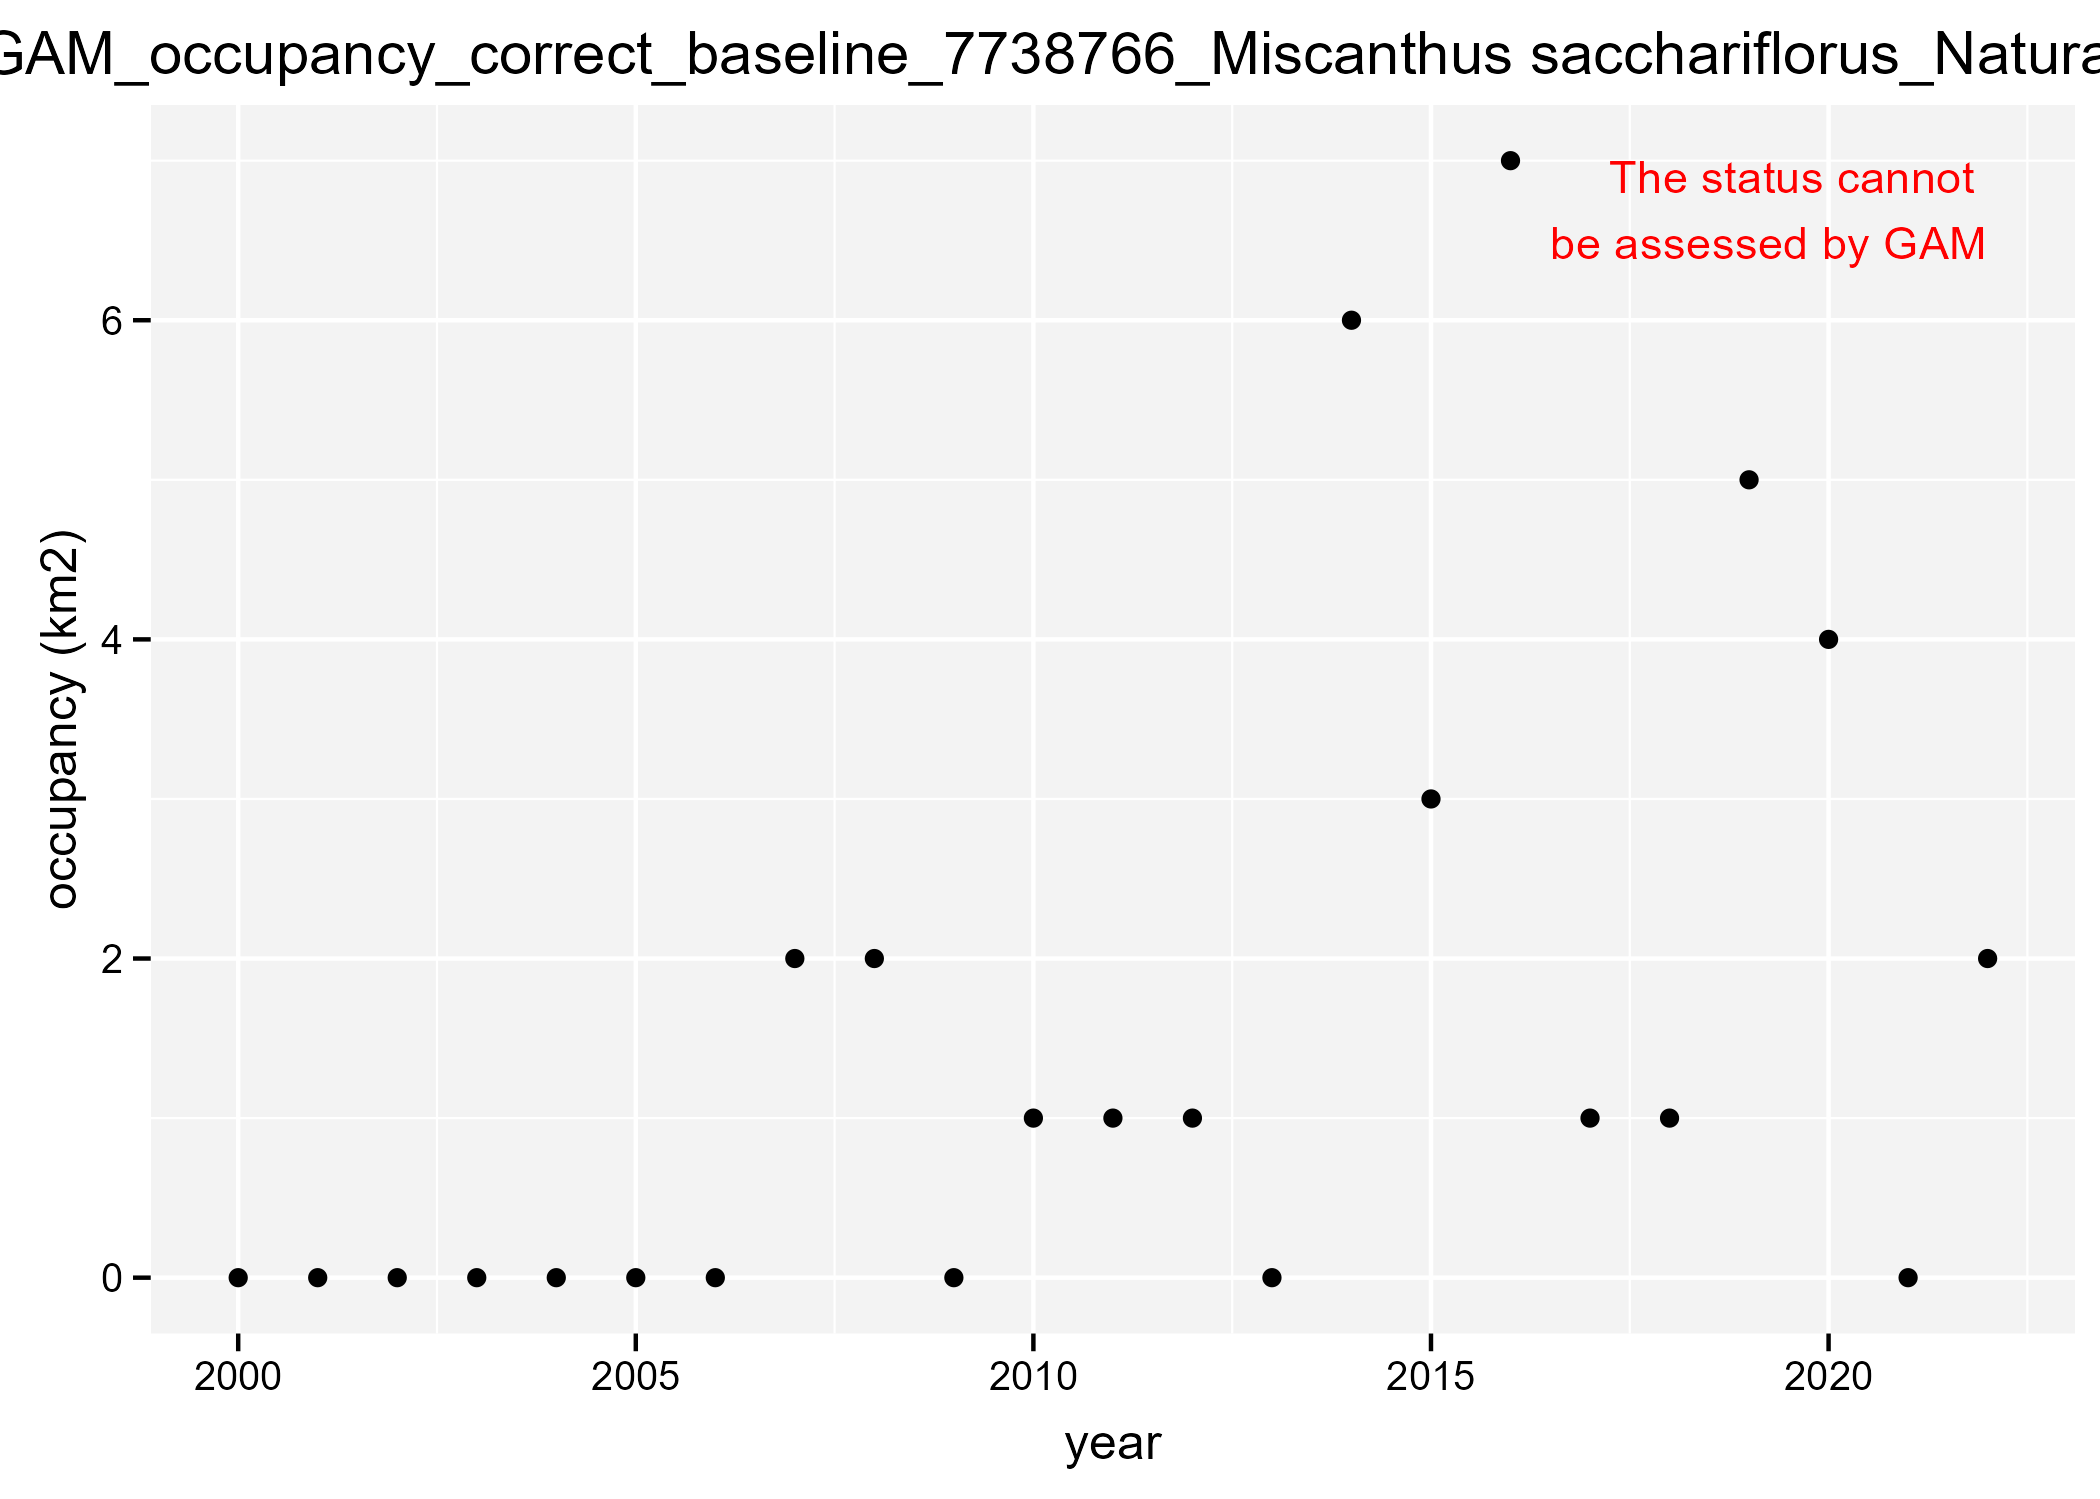 GAM_occupancy_correct_baseline_7738766_Miscanthus sacchariflorus_Natura
The status cannot
be assessed by GAM
6
4
2
0
occupancy (km2)
2000 2005 2010 2015 2020
year